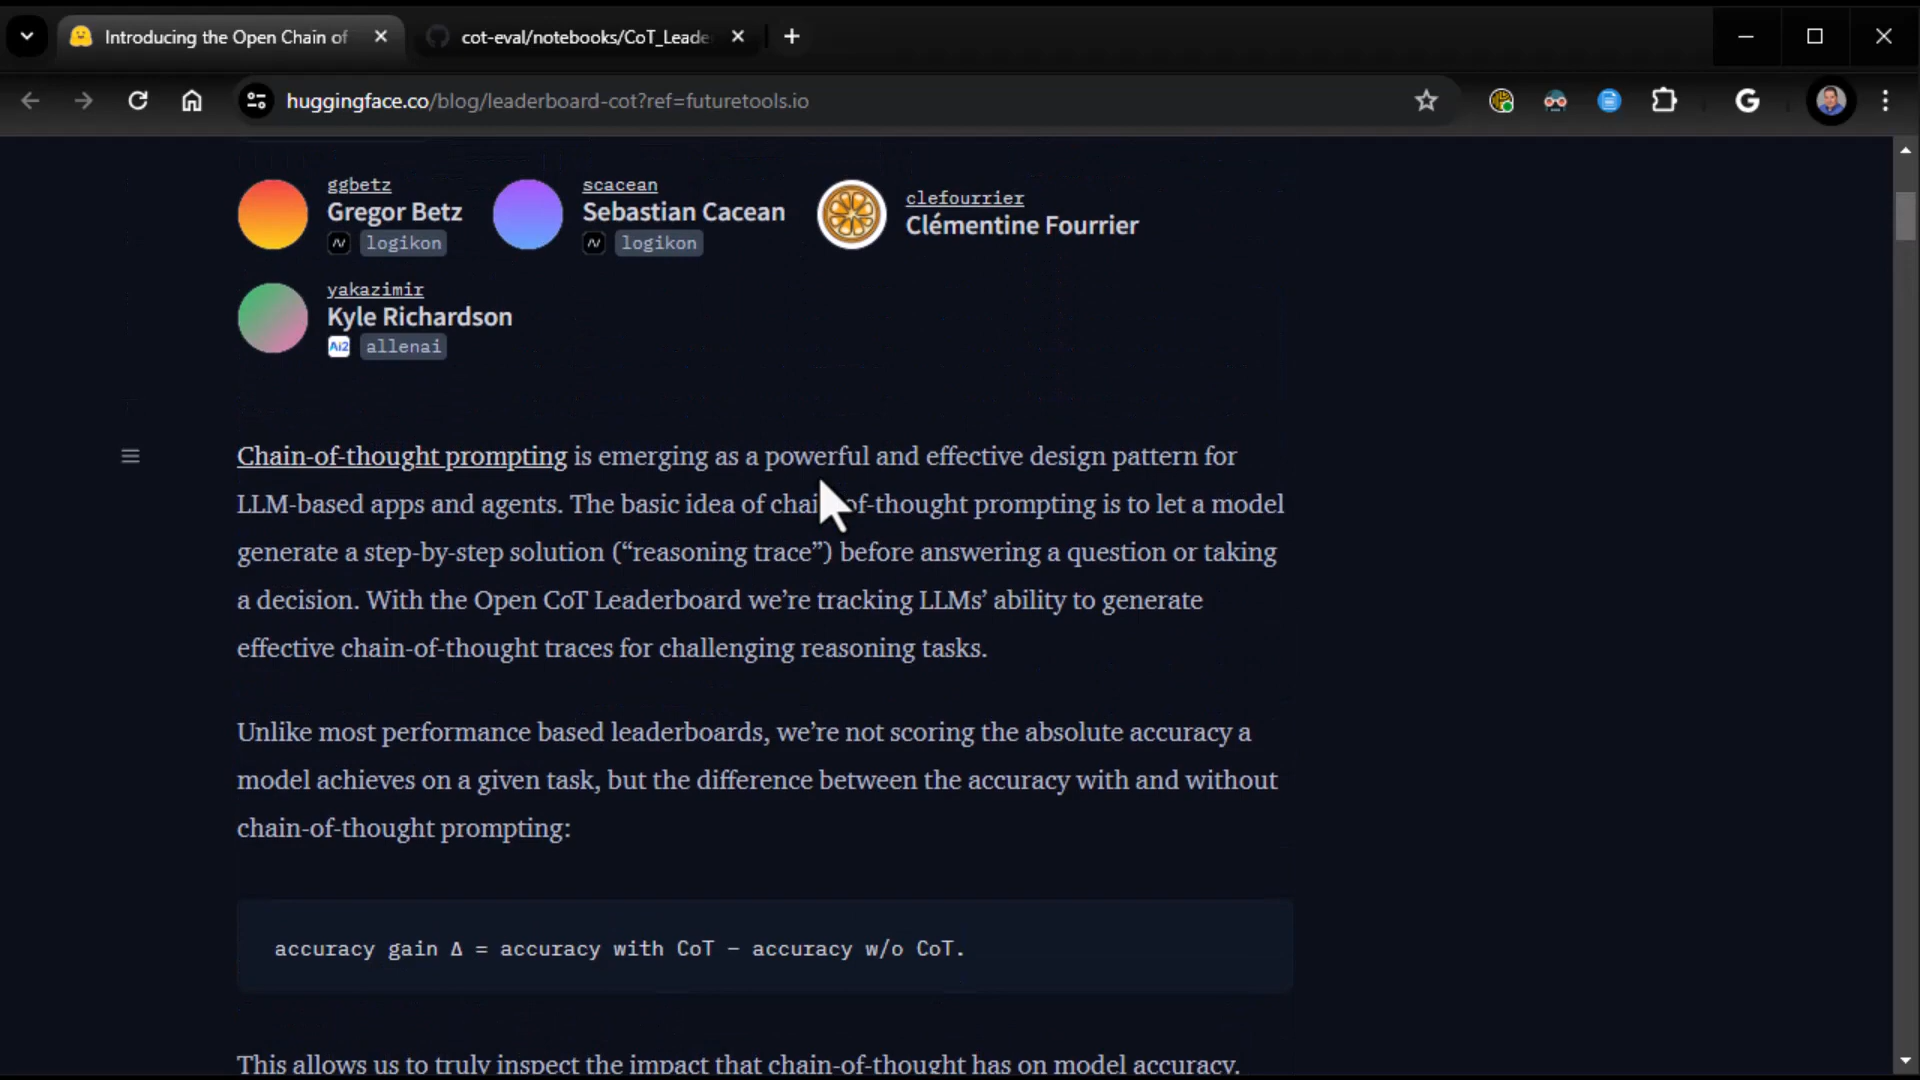 Introducing the Open Chain of
cot-eval/notebooks/CoT_Leade
huggingface.co/blog/leaderboard-cot?ref=futuretools.io
ggbetz
Gregor Betz
logikon
scacean
Sebastian Cacean
logikon
clefourrier
Clémentine Fourrier
yakazimir
Kyle Richardson
Ai2 allenai
Chain-of-thought prompting is emerging as a powerful and effective design pattern for
LLM-based apps and agents. The basic idea of chain-of-thought prompting is to let a model
generate a step-by-step solution (“reasoning trace”) before answering a question or taking
a decision. With the Open CoT Leaderboard we’re tracking LLMs’ ability to generate
effective chain-of-thought traces for challenging reasoning tasks.
Unlike most performance based leaderboards, we’re not scoring the absolute accuracy a
model achieves on a given task, but the difference between the accuracy with and without
chain-of-thought prompting:
accuracy gain Δ = accuracy with CoT – accuracy w/o CoT.
This allows us to truly inspect the impact that chain-of-thought has on model accuracy.